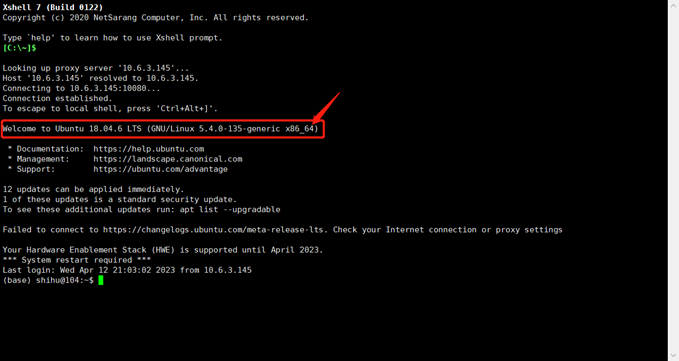 Xshell 7 (Build 0122)
Copyright (c) 2020 NetSarang Computer, Inc. All rights reserved.
Type `help' to learn how to use Xshell prompt.
[C:\~]$
Looking up proxy server '10.6.3.145'...
Host '10.6.3.145' resolved to 10.6.3.145.
Connecting to 10.6.3.145:10080...
Connection established.
To escape to local shell, press 'Ctrl+Alt+]'.
Welcome to Ubuntu 18.04.6 LTS (GNU/Linux 5.4.0-135-generic x86_64)
* Documentation:  https://help.ubuntu.com
* Management:     https://landscape.canonical.com
* Support:        https://ubuntu.com/advantage
12 updates can be applied immediately.
1 of these updates is a standard security update.
To see these additional updates run: apt list --upgradable
Failed to connect to https://changelogs.ubuntu.com/meta-release-lts. Check your Internet connection or proxy settings
Your Hardware Enablement Stack (HWE) is supported until April 2023.
*** System restart required ***
Last login: Wed Apr 12 21:03:02 2023 from 10.6.3.145
(base) shihu@104:~$